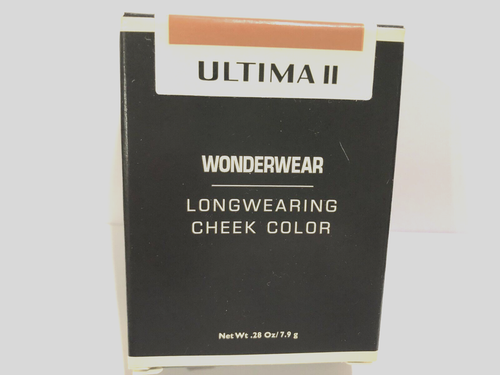 ULTIMA II
WONDERWEAR
LONGWEARING
CHEEK COLOR
Net Wt .28 Oz/7.9 g